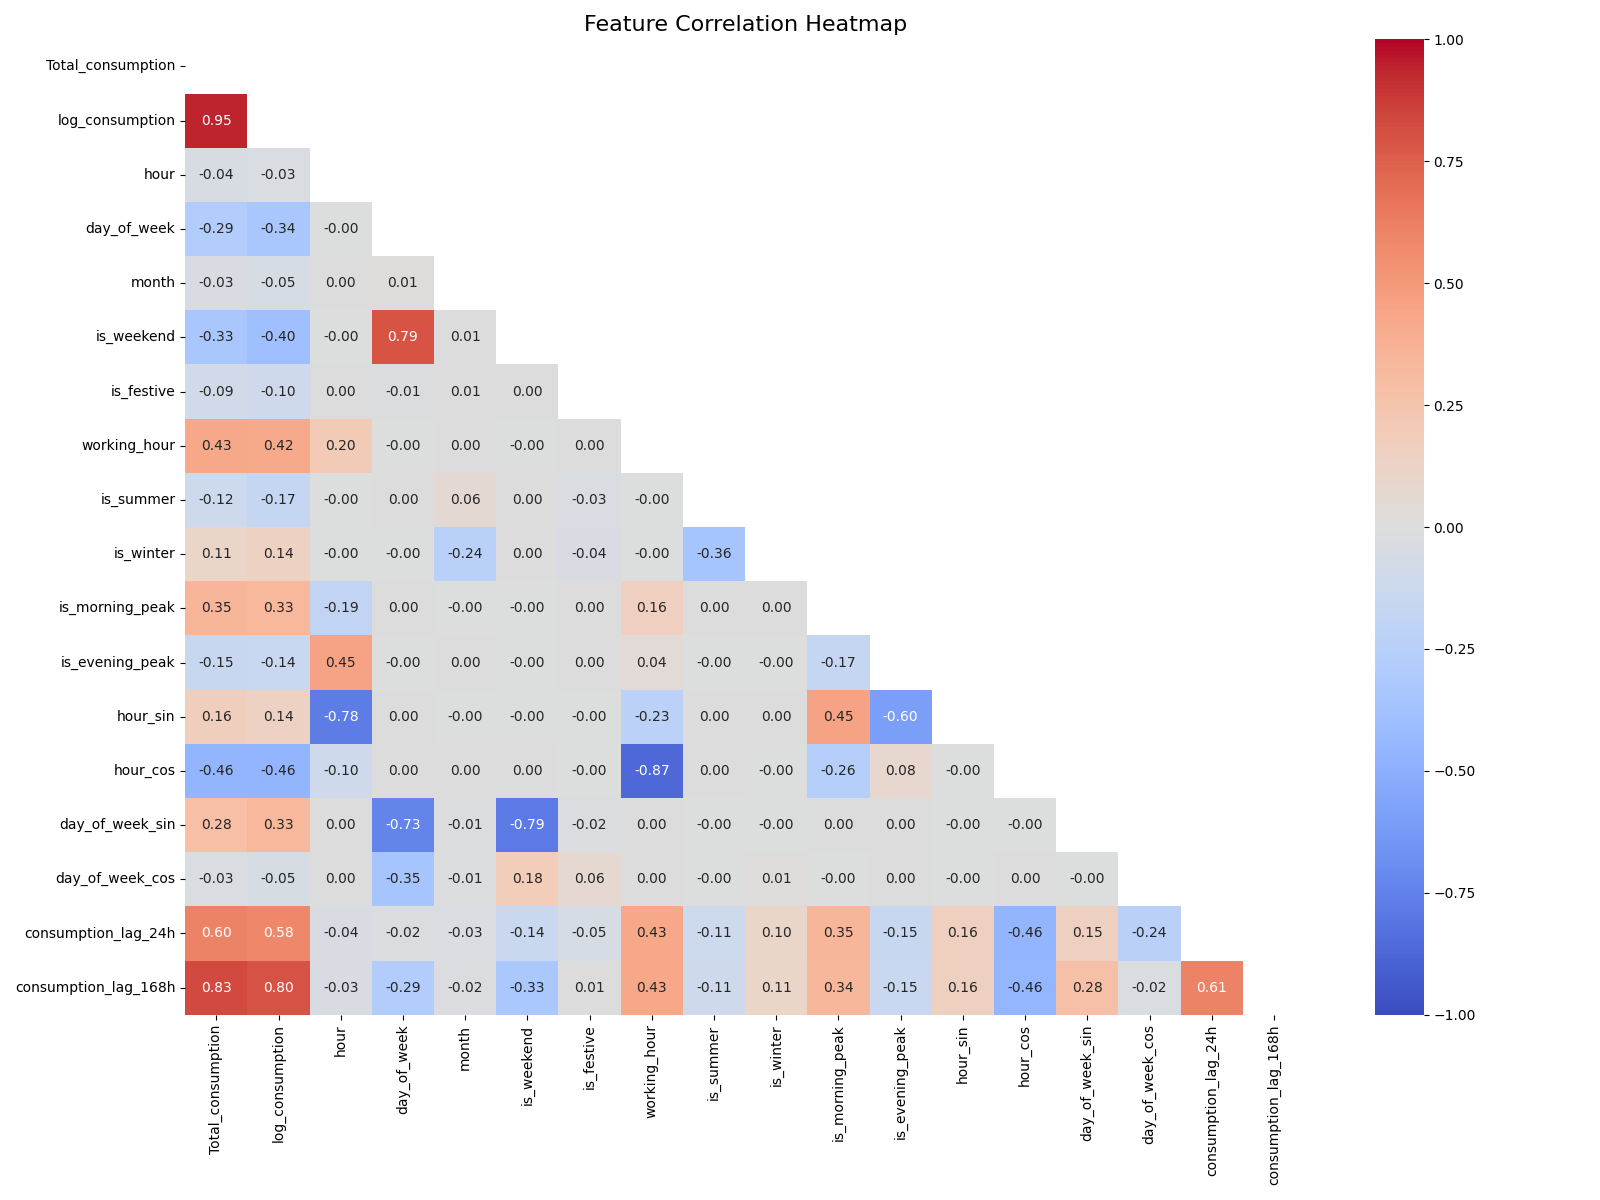 Feature Correlation Heatmap
Total_consumption
log_consumption 0.95
hour -0.04 -0.03
day_of_week -0.29 -0.34 -0.00
month -0.03 -0.05 0.00 0.01
is_weekend -0.33 -0.40 -0.00 0.79 0.01
is_festive -0.09 -0.10 0.00 -0.01 0.01 0.00
working_hour 0.43 0.42 0.20 -0.00 0.00 -0.00 0.00
is_summer -0.12 -0.17 -0.00 0.00 0.06 0.00 -0.03 -0.00
is_winter 0.11 0.14 -0.00 -0.00 -0.24 0.00 -0.04 -0.00 -0.36
is_morning_peak 0.35 0.33 -0.19 0.00 -0.00 -0.00 0.00 0.16 0.00 0.00
is_evening_peak -0.15 -0.14 0.45 -0.00 0.00 -0.00 0.00 0.04 -0.00 -0.00 -0.17
hour_sin 0.16 0.14 -0.78 0.00 -0.00 -0.00 -0.00 -0.23 0.00 0.00 0.45 -0.60
hour_cos -0.46 -0.46 -0.10 0.00 0.00 0.00 -0.00 -0.87 0.00 -0.00 -0.26 0.08 -0.00
day_of_week_sin 0.28 0.33 0.00 -0.73 -0.01 -0.79 -0.02 0.00 -0.00 -0.00 0.00 0.00 -0.00 -0.00
day_of_week_cos -0.03 -0.05 0.00 -0.35 -0.01 0.18 0.06 0.00 -0.00 0.01 -0.00 0.00 -0.00 0.00 -0.00
consumption_lag_24h 0.60 0.58 -0.04 -0.02 -0.03 -0.14 -0.05 0.43 -0.11 0.10 0.35 -0.15 0.16 -0.46 0.15 -0.24
consumption_lag_168h 0.83 0.80 -0.03 -0.29 -0.02 -0.33 0.01 0.43 -0.11 0.11 0.34 -0.15 0.16 -0.46 0.28 -0.02 0.61
Total_consumption
log_consumption
hour
day_of_week
month
is_weekend
is_festive
working_hour
is_summer
is_winter
is_morning_peak
is_evening_peak
hour_sin
hour_cos
day_of_week_sin
day_of_week_cos
consumption_lag_24h
consumption_lag_168h
1.00
0.75
0.50
0.25
0.00
−0.25
−0.50
−0.75
−1.00